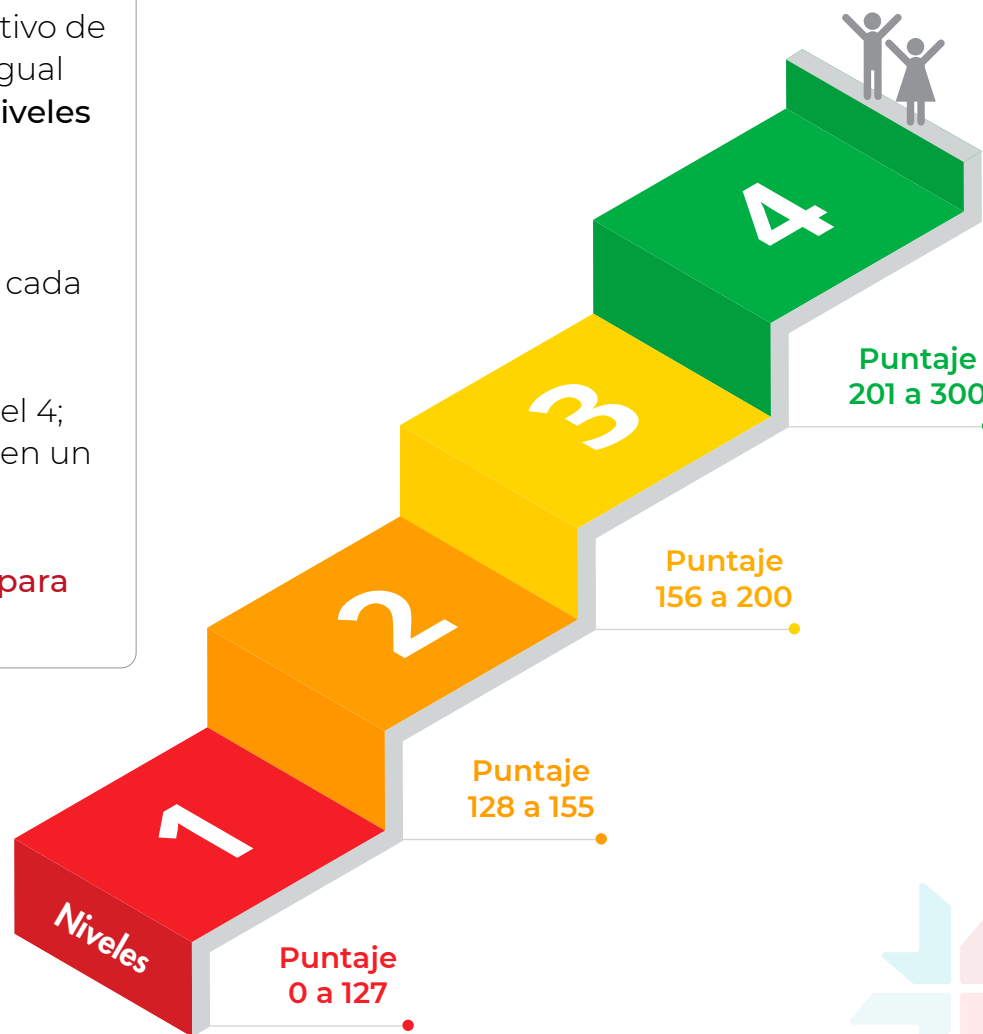 tivo de
gual
iveles
cada
el 4;
en un
para
4
Puntaje
201 a 300
3
Puntaje
156 a 200
2
Puntaje
128 a 155
1
Niveles
Puntaje
0 a 127